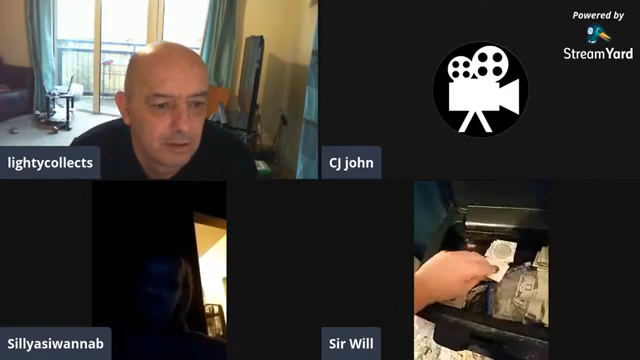 Powered by
StreamYard
lightycollects
CJ john
Sillyasiwannab
Sir Will